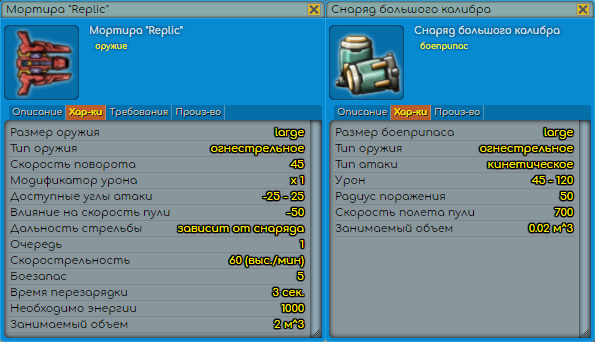 Мортира "Replic"
Мортира "Replic"
оружие
Описание Хар-ки Требования Произ-во
Размер оружия large
Тип оружия огнестрельное
Скорость поворота 45
Модификатор урона x 1
Доступные углы атаки -25 - 25
Влияние на скорость пули -50
Дальность стрельбы зависит от снаряда
Очередь 1
Скорострельность 60 (выс./мин)
Боезапас 5
Время перезарядки 3 сек.
Необходимо энергии 1000
Занимаемый объем 2 м^3
Снаряд большого калибра
Снаряд большого калибра
боеприпас
Описание Хар-ки Произ-во
Размер боеприпаса large
Тип оружия огнестрельное
Тип атаки кинетическое
Урон 45 - 120
Радиус поражения 50
Скорость полета пули 700
Занимаемый объем 0.02 м^3